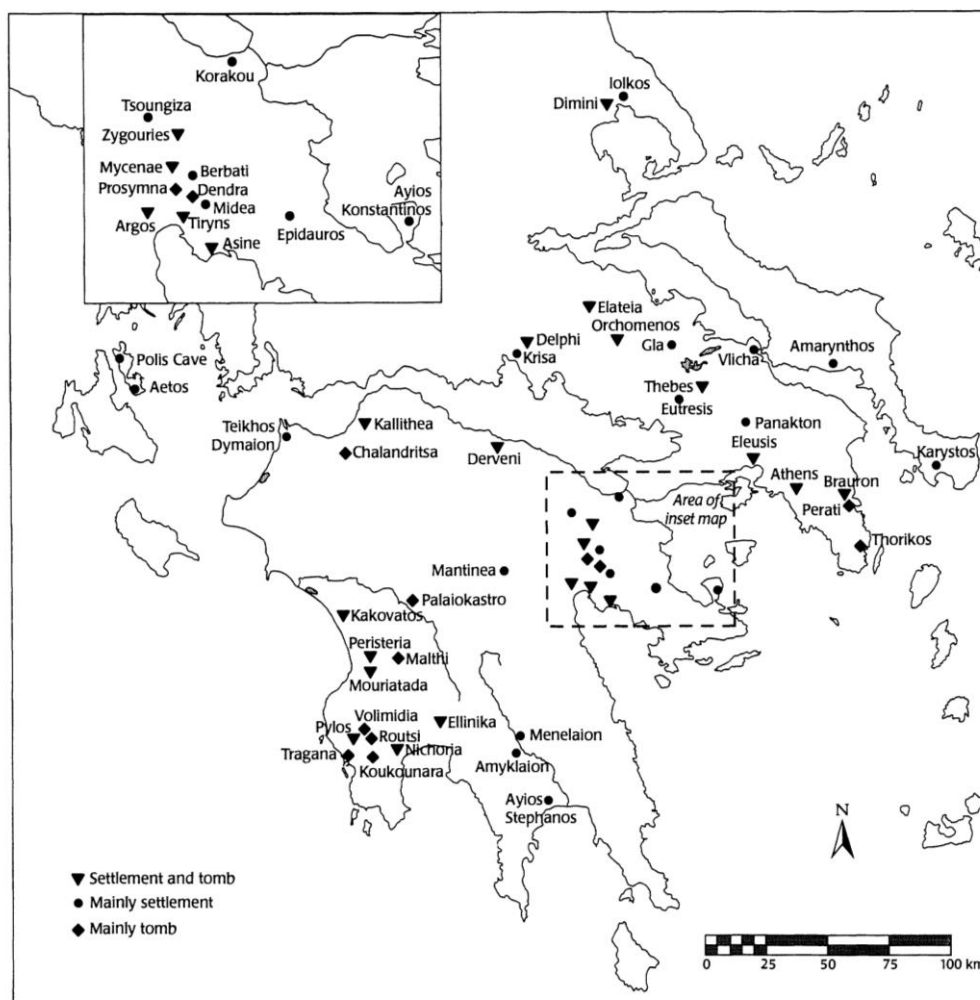 Korakou
Tsoungiza
Zygouries
Mycenae
Berbati
Prosymna
Dendra
Midea
Argos
Tiryns
Asine
Epidauros
Ayios
Konstantinos
Iolkos
Dimini
Elateia
Orchomenos
Delphi
Gla
Krisa
Vlicha
Amarynthos
Polis Cave
Aetos
Thebes
Eutresis
Teikhos
Dymaion
Kallithea
Chalandritsa
Derveni
Panakton
Eleusis
Karystos
Athens
Brauron
Perati
Thorikos
Area of
inset map
Mantinea
Palaiokastro
Kakovatos
Peristeria
Malthi
Mouriatada
Volimidia
Pylos
Routsi
Ellinika
Nichoria
Tragana
Koukounara
Menelaion
Amyklaion
Ayios
Stephanos
N
Settlement and tomb
Mainly settlement
Mainly tomb
0 25 50 75 100 km